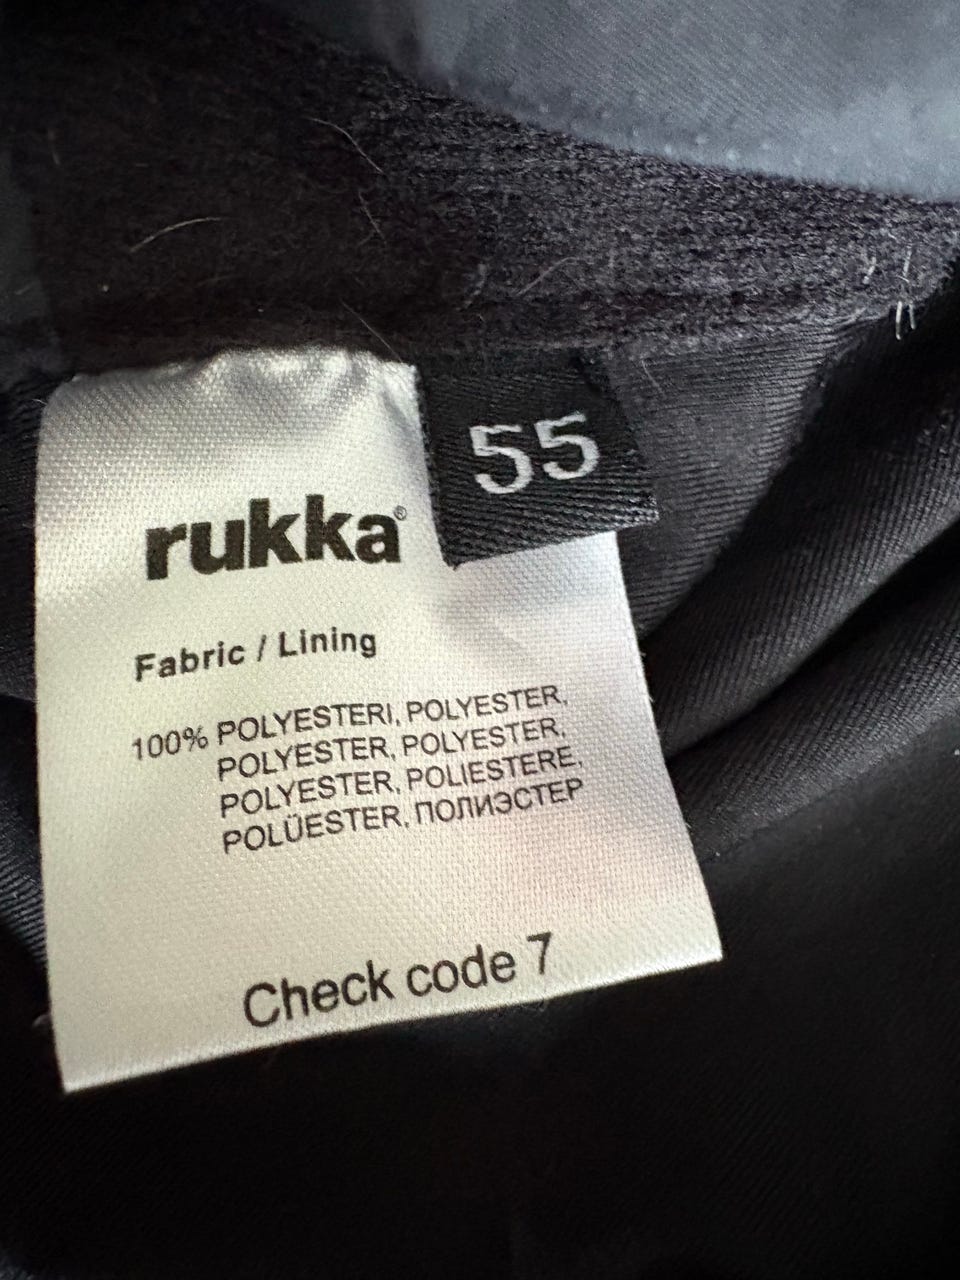 55
rukka®
Fabric / Lining
100% POLYESTERI, POLYESTER,
POLYESTER, POLYESTER,
POLYESTER, POLIESTERE,
POLÜESTER, ПОЛИЭСТЕР
Check code 7